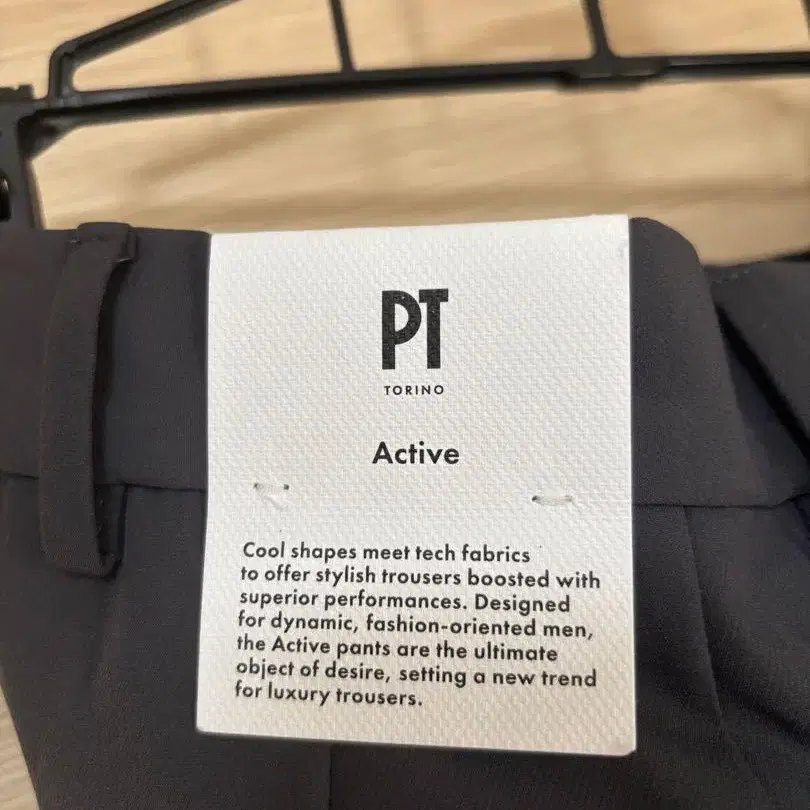 PT
TORINO
Active
Cool shapes meet tech fabrics
to offer stylish trousers boosted with
superior performances. Designed
for dynamic, fashion-oriented men,
the Active pants are the ultimate
object of desire, setting a new trend
for luxury trousers.